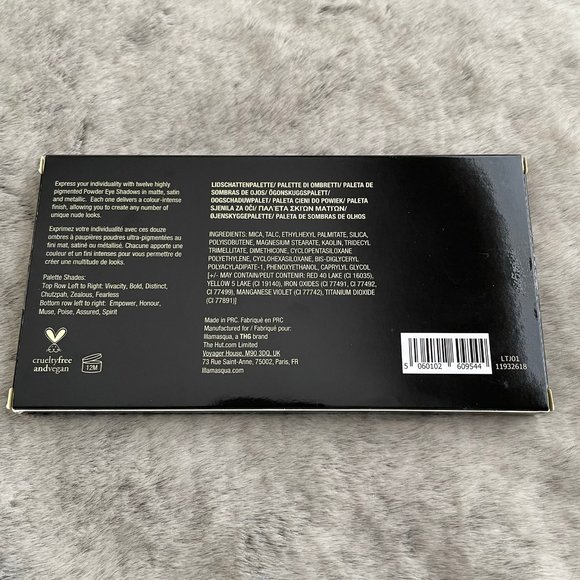 Express your individuality with twelve highly
pigmented Powder Eye Shadows in matte, satin
and metallic. Each one delivers a colour-intense
finish, allowing you to create any number of
unique nude looks.
Exprimez votre individualité avec ces douze
ombres à paupières poudres ultra-pigmentées au
fini mat, satiné ou métallisé. Chacune apporte une
couleur et un fini intenses pour vous permettre de
créer une multitude de looks.
Palette Shades:
Top Row Left to Right: Vivacity, Bold, Distinct,
Chutzpah, Zealous, Fearless
Bottom row left to right: Empower, Honour,
Muse, Poise, Assured, Spirit
crueltyfree
andvegan
12M
LIDSCHATTENPALETTE/ PALETTE DI OMBRETTI/ PALETA DE
SOMBRAS DE OJOS/ ÖGONSKUGGSPALETT/
OOGSCHADUWPALET/ PALETA CIENI DO POWIEK/ PALETA
SJENILA ZA OČI/ ΠΑΛΈΤΑ ΣΚΙΏΝ ΜΑΤΙΏΝ/
ØJENSKYGGEPALETTE/ PALETA DE SOMBRAS DE OLHOS
INGREDIENTS: MICA, TALC, ETHYLHEXYL PALMITATE, SILICA,
POLYISOBUTENE, MAGNESIUM STEARATE, KAOLIN, TRIDECYL
TRIMELLITATE, DIMETHICONE, CYCLOPENTASILOXANE
POLYETHYLENE, CYCLOHEXASILOXANE, BIS-DIGLYCERYL
POLYACYLADIPATE-1, PHENOXYETHANOL, CAPRYLYL GLYCOL
[+/- MAY CONTAIN/PEUT CONTENIR: RED 40 LAKE (CI 16035),
YELLOW 5 LAKE (CI 19140), IRON OXIDES (CI 77491, CI 77492,
CI 77499), MANGANESE VIOLET (CI 77742), TITANIUM DIOXIDE
(CI 77891)]
Made in PRC. Fabriqué en PRC
Manufactured for / Fabriqué pour:
Illamasqua, a THG brand
The Hut.com Limited
Voyager House, M90 3DQ, UK
73 Rue Saint-Anne, 75002, Paris, FR
Illamasqua.com
5 060102 609544
LTJ01
11932618